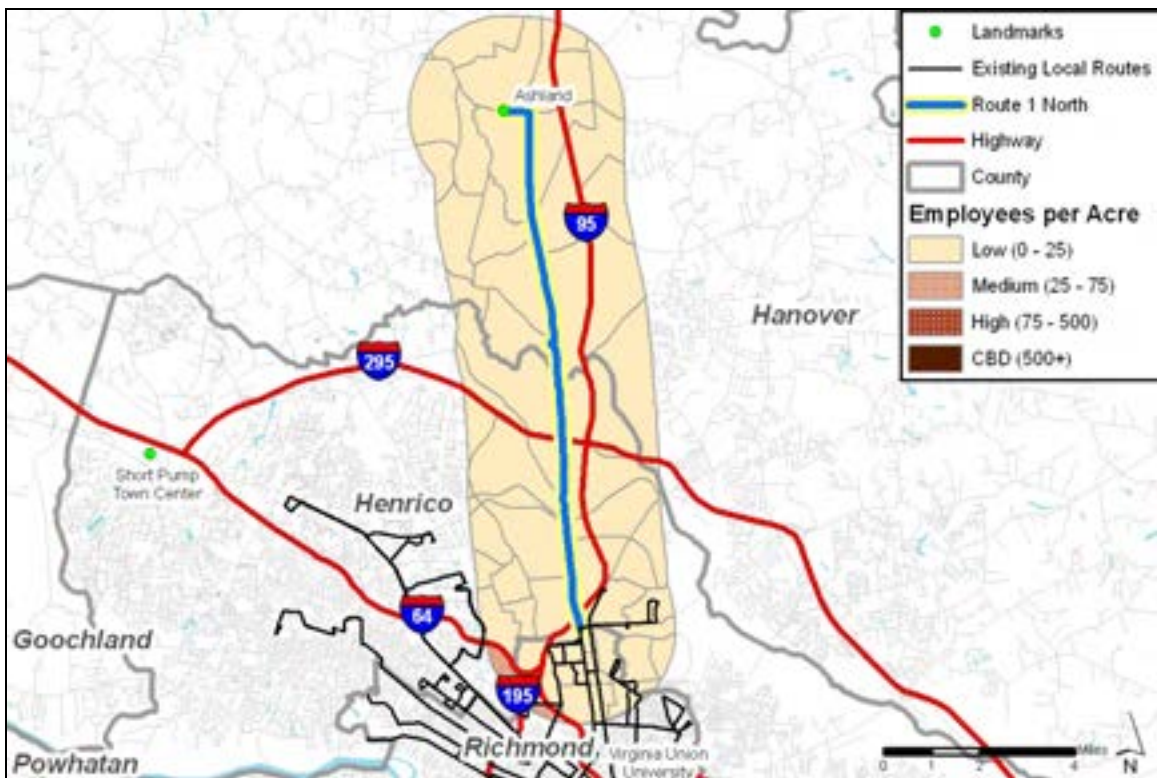 Ashland
95
Hanover
295
Short Pump
Town Center
Henrico
64
Goochland
195
Richmond
Virginia Union
University
Powhatan
Landmarks
Existing Local Routes
Route 1 North
Highway
County
Employees per Acre
Low (0 - 25)
Medium (25 - 75)
High (75 - 500)
CBD (500+)
Miles
0 1 2 4
N